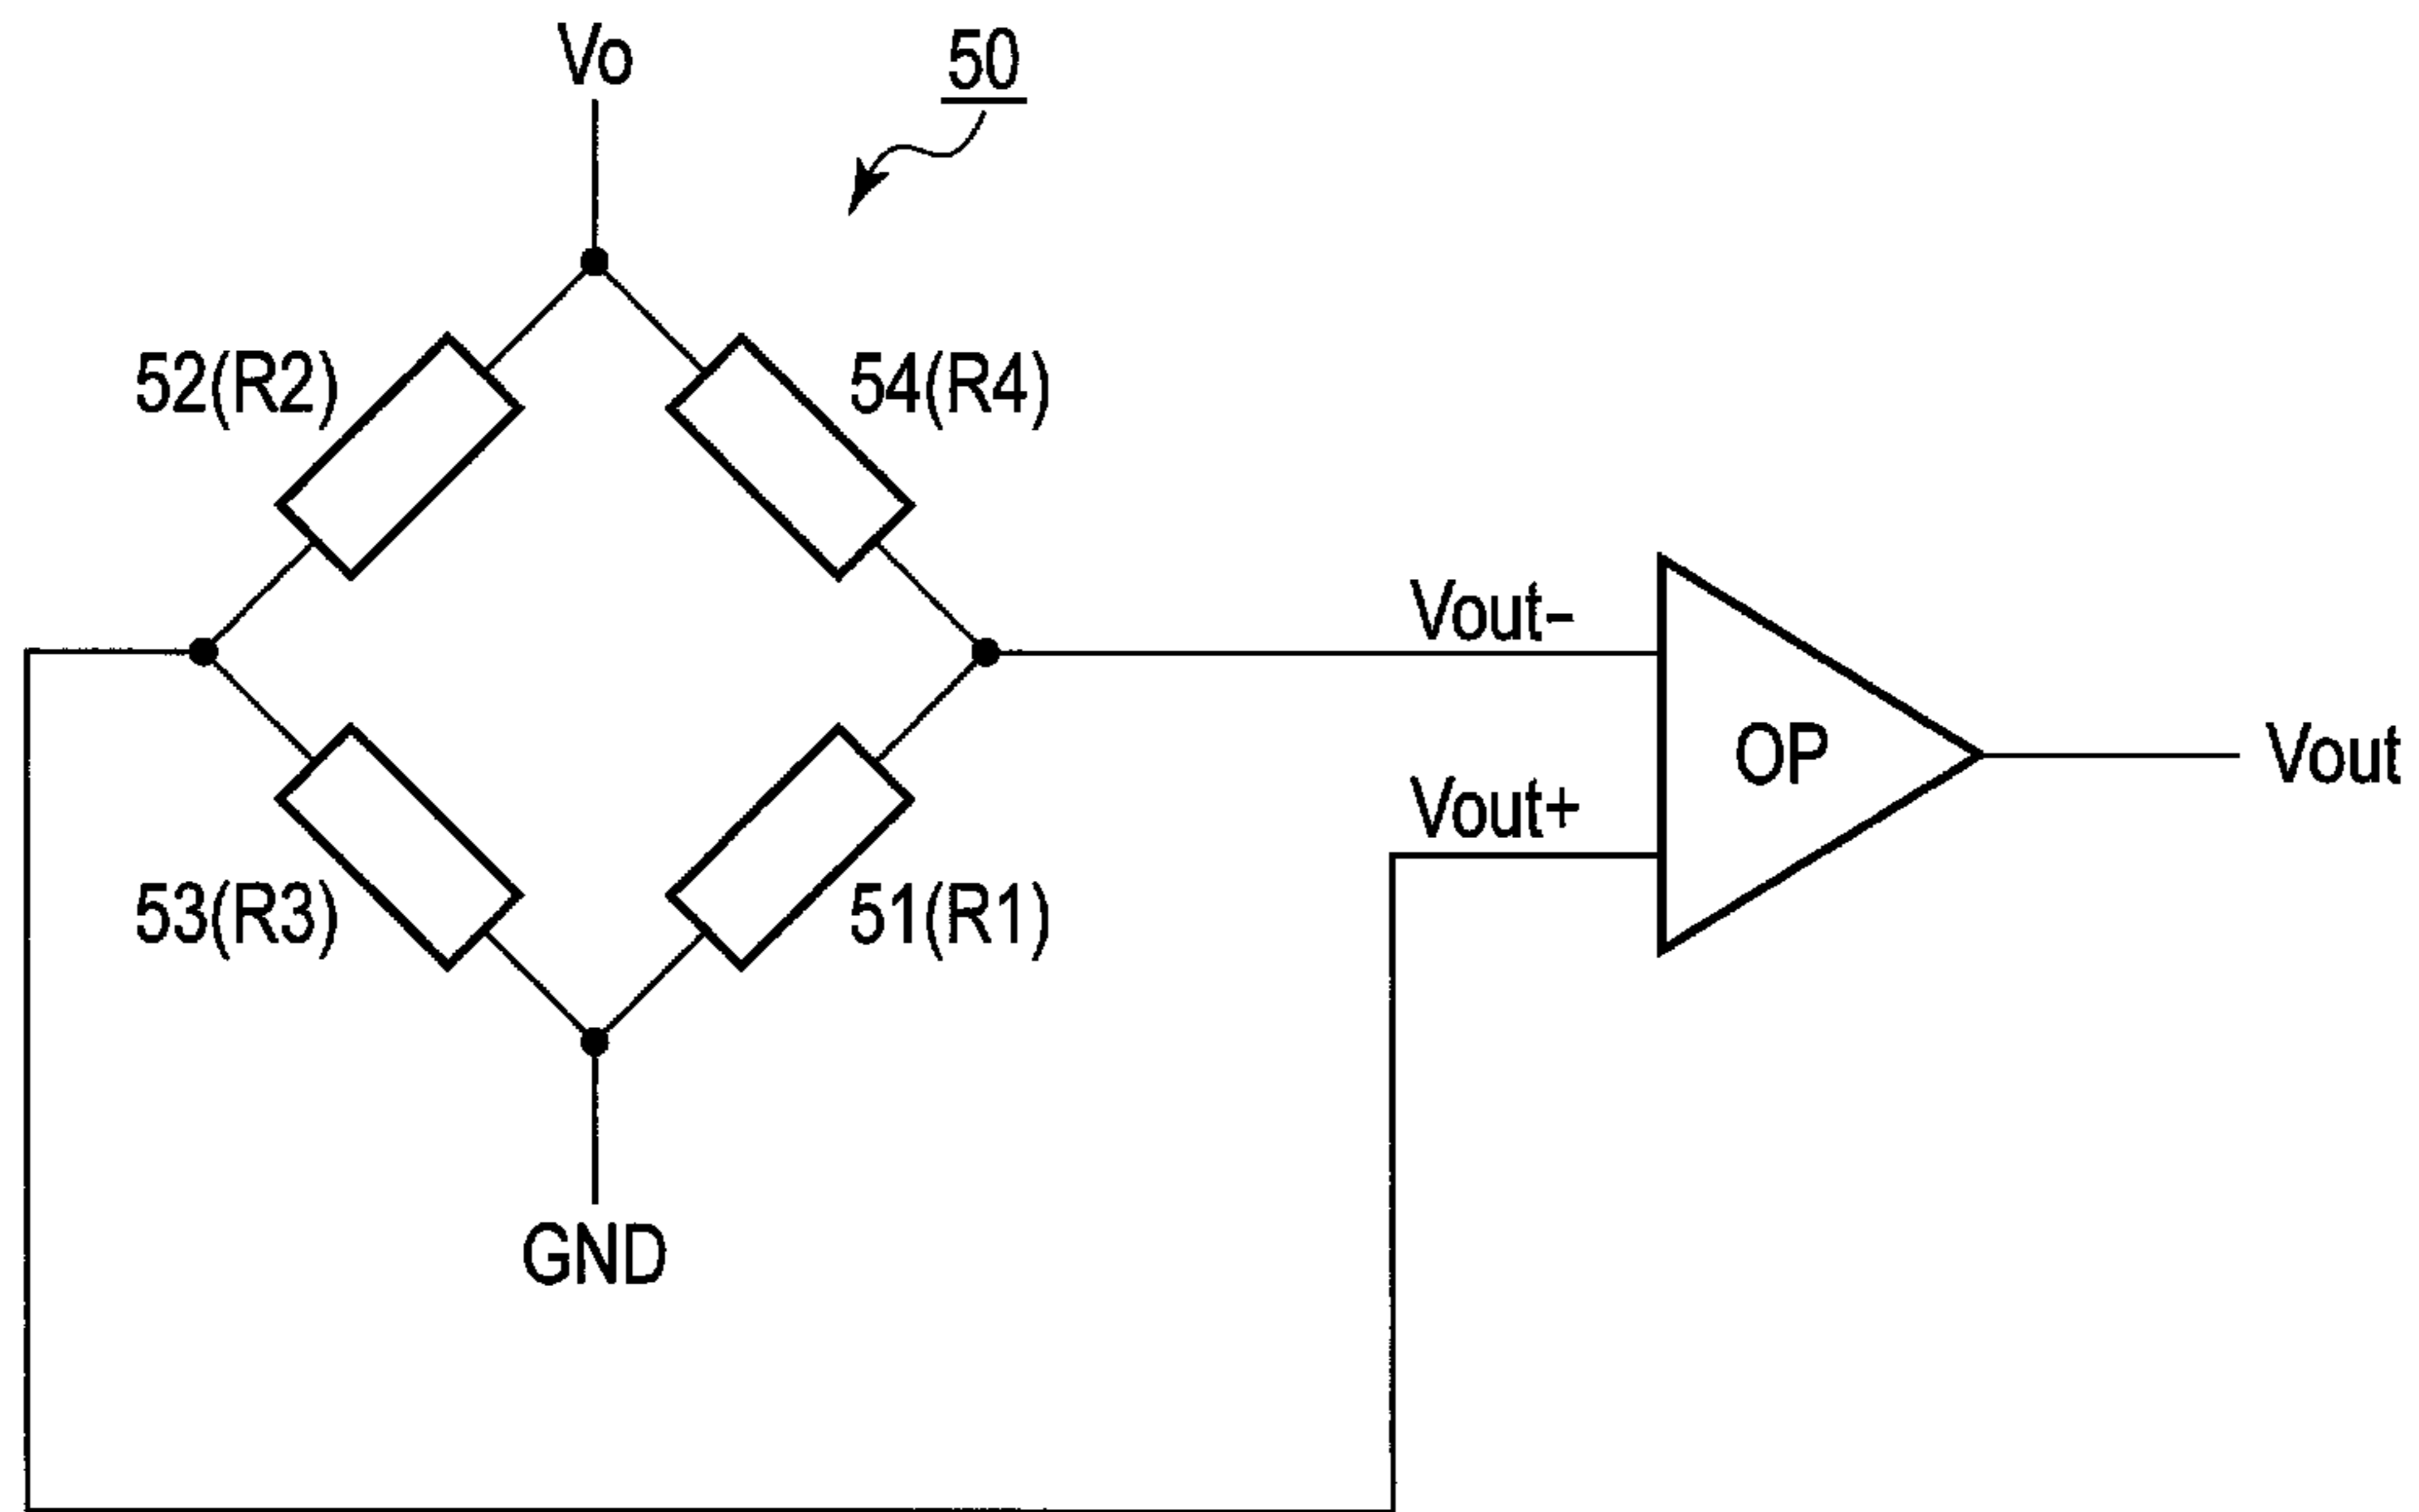 Vo
50
52(R2)
54(R4)
Vout-
OP
Vout
Vout+
53(R3)
51(R1)
GND